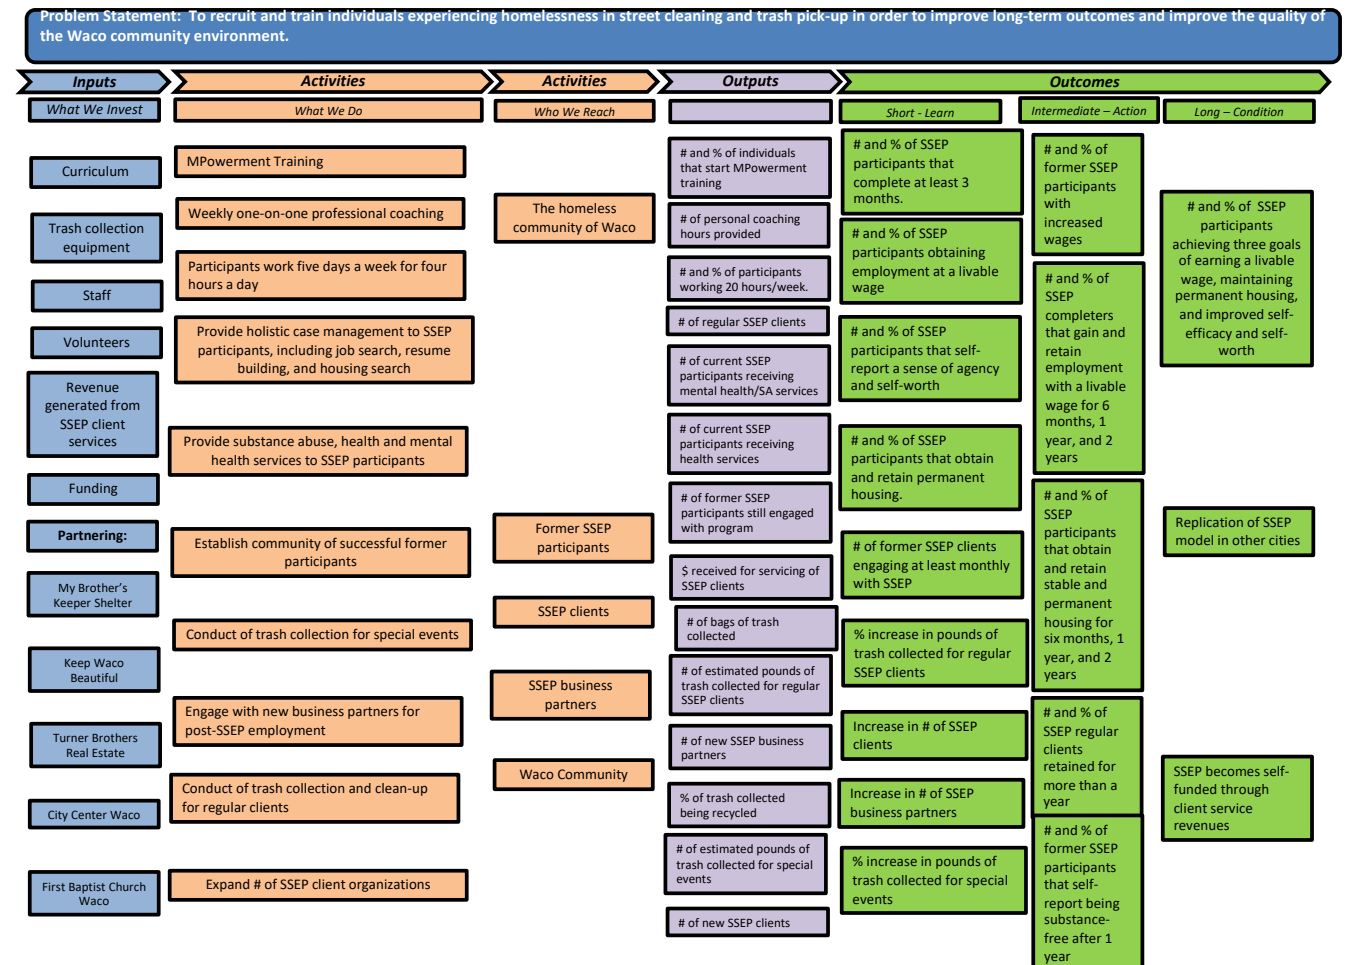 Problem Statement: To recruit and train individuals experiencing homelessness in street cleaning and trash pick-up in order to improve long-term outcomes and improve the quality of
the Waco community environment.
Inputs
Activities
Activities
Outputs
Outcomes
What We Invest
What We Do
Who We Reach
Short - Learn
Intermediate – Action
Long – Condition
Curriculum
Trash collection
equipment
Staff
Volunteers
Revenue
generated from
SSEP client
services
Funding
Partnering:
My Brother's
Keeper Shelter
Keep Waco
Beautiful
Turner Brothers
Real Estate
City Center Waco
First Baptist Church
Waco
MPowerment Training
Weekly one-on-one professional coaching
Participants work five days a week for four
hours a day
Provide holistic case management to SSEP
participants, including job search, resume
building, and housing search
Provide substance abuse, health and mental
health services to SSEP participants
Establish community of successful former
participants
Conduct of trash collection for special events
Engage with new business partners for
post-SSEP employment
Conduct of trash collection and clean-up
for regular clients
Expand # of SSEP client organizations
The homeless
community of Waco
Former SSEP
participants
SSEP clients
SSEP business
partners
Waco Community
# and % of individuals
that start MPowerment
training
# of personal coaching
hours provided
# and % of participants
working 20 hours/week.
# of regular SSEP clients
# of current SSEP
participants receiving
mental health/SA services
# of current SSEP
participants receiving
health services
# of former SSEP
participants still engaged
with program
$ received for servicing of
SSEP clients
# of bags of trash
collected
# of estimated pounds of
trash collected for regular
SSEP clients
# of new SSEP business
partners
% of trash collected
being recycled
# of estimated pounds of
trash collected for special
events
# of new SSEP clients
# and % of SSEP
participants that
complete at least 3
months.
# and % of SSEP
participants obtaining
employment at a livable
wage
# and % of SSEP
participants that self-
report a sense of agency
and self-worth
# and % of SSEP
participants that obtain
and retain permanent
housing.
# of former SSEP clients
engaging at least monthly
with SSEP
% increase in pounds of
trash collected for regular
SSEP clients
Increase in # of SSEP
clients
Increase in # of SSEP
business partners
% increase in pounds of
trash collected for special
events
# and % of
former SSEP
participants
with
increased
wages
# and % of
SSEP
completers
that gain and
retain
employment
with a livable
wage for 6
months, 1
year, and 2
years
# and % of
SSEP
participants
that obtain
and retain
stable and
permanent
housing for
six months, 1
year, and 2
years
# and % of
SSEP regular
clients
retained for
more than a
year
# and % of
former SSEP
participants
that self-
report being
substance-
free after 1
year
# and % of SSEP
participants
achieving three goals
of earning a livable
wage, maintaining
permanent housing,
and improved self-
efficacy and self-
worth
Replication of SSEP
model in other cities
SSEP becomes self-
funded through
client service
revenues